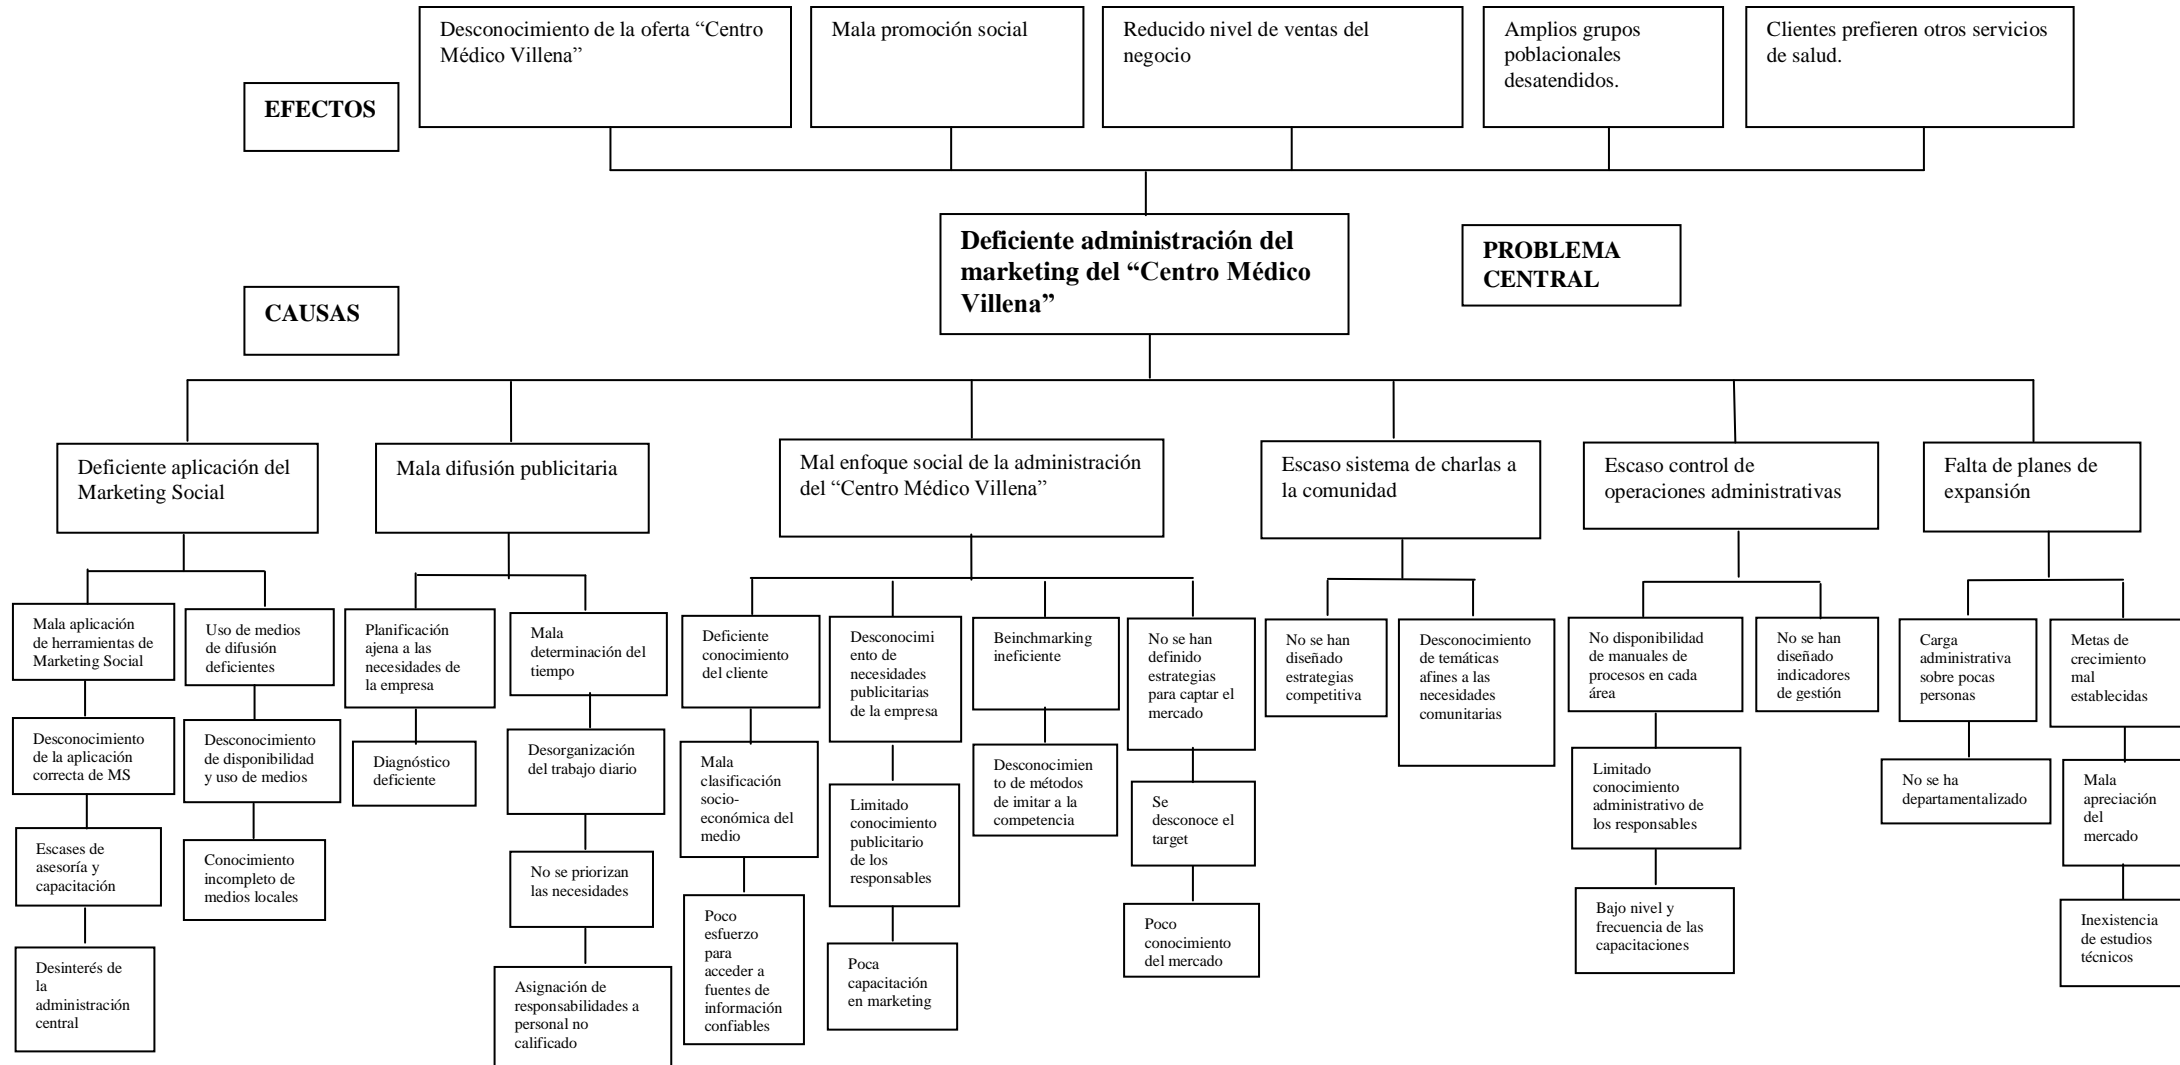 Desconocimiento de la oferta “Centro
Médico Villena”
Mala promoción social
Reducido nivel de ventas del
negocio
Amplios grupos
poblacionales
desatendidos.
Clientes prefieren otros servicios
de salud.
EFECTOS
Deficiente administración del
marketing del “Centro Médico
Villena”
PROBLEMA
CENTRAL
CAUSAS
Deficiente aplicación del
Marketing Social
Mala difusión publicitaria
Mal enfoque social de la administración
del “Centro Médico Villena”
Escaso sistema de charlas a
la comunidad
Escaso control de
operaciones administrativas
Falta de planes de
expansión
Mala aplicación
de herramientas de
Marketing Social
Uso de medios
de difusión
deficientes
Planificación
ajena a las
necesidades de
la empresa
Mala
determinación del
tiempo
Deficiente
conocimiento
del cliente
Desconocimi
ento de
necesidades
publicitarias
de la empresa
Beinchmarking
ineficiente
No se han
definido
estrategias
para captar el
mercado
No se han
diseñado
estrategias
competitiva
Desconocimiento
de temáticas
afines a las
necesidades
comunitarias
No disponibilidad
de manuales de
procesos en cada
área
No se han
diseñado
indicadores
de gestión
Carga
administrativa
sobre pocas
personas
Metas de
crecimiento
mal
establecidas
Desconocimiento
de la aplicación
correcta de MS
Desconocimiento
de disponibilidad
y uso de medios
Diagnóstico
deficiente
Desorganización
del trabajo diario
Mala
clasificación
socio-
económica del
medio
Limitado
conocimiento
publicitario
de los
responsables
Desconocimien
to de métodos
de imitar a la
competencia
Se
desconoce el
target
Limitado
conocimiento
administrativo de
los responsables
No se ha
departamentalizado
Mala
apreciación
del
mercado
Escases de
asesoría y
capacitación
Conocimiento
incompleto de
medios locales
No se priorizan
las necesidades
Poco
esfuerzo
para
acceder a
fuentes de
información
confiables
Poca
capacitación
en marketing
Poco
conocimiento
del mercado
Bajo nivel y
frecuencia de las
capacitaciones
Inexistencia
de estudios
técnicos
Desinterés de
la
administración
central
Asignación de
responsabilidades a
personal no
calificado